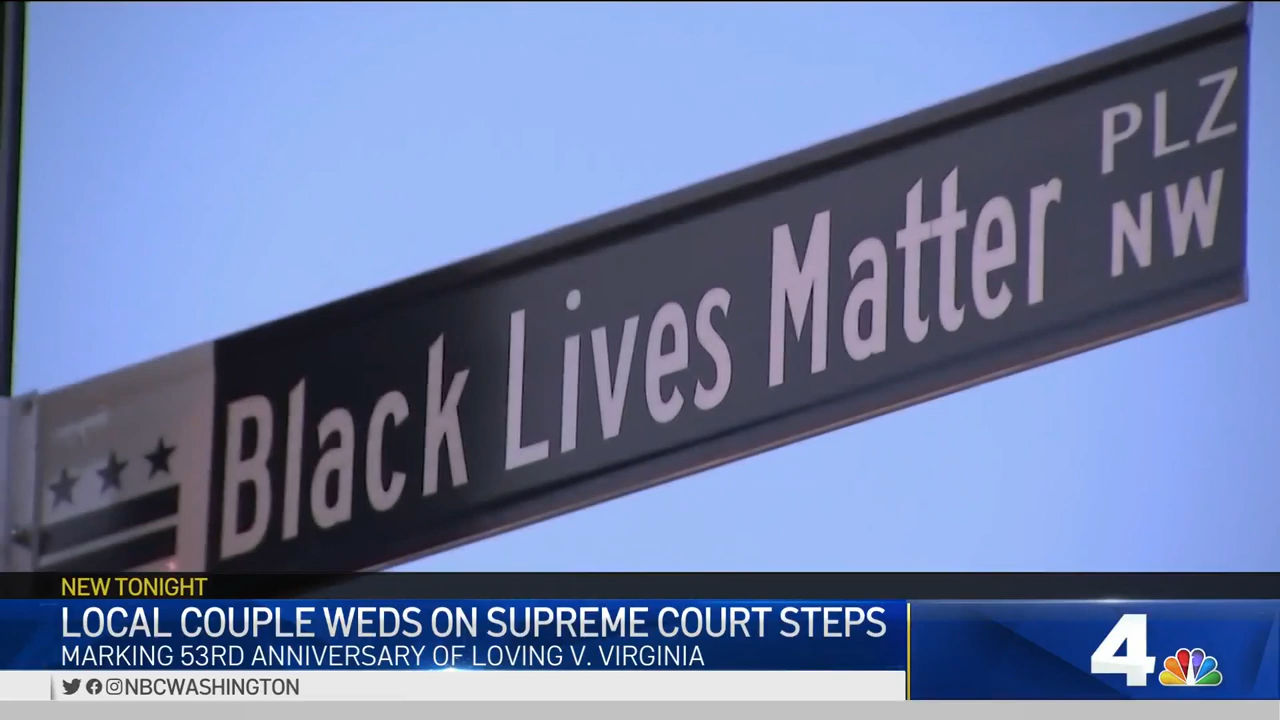 Black Lives Matter PLZ NW
NEW TONIGHT
LOCAL COUPLE WEDS ON SUPREME COURT STEPS
MARKING 53RD ANNIVERSARY OF LOVING V. VIRGINIA
NBCWASHINGTON
4